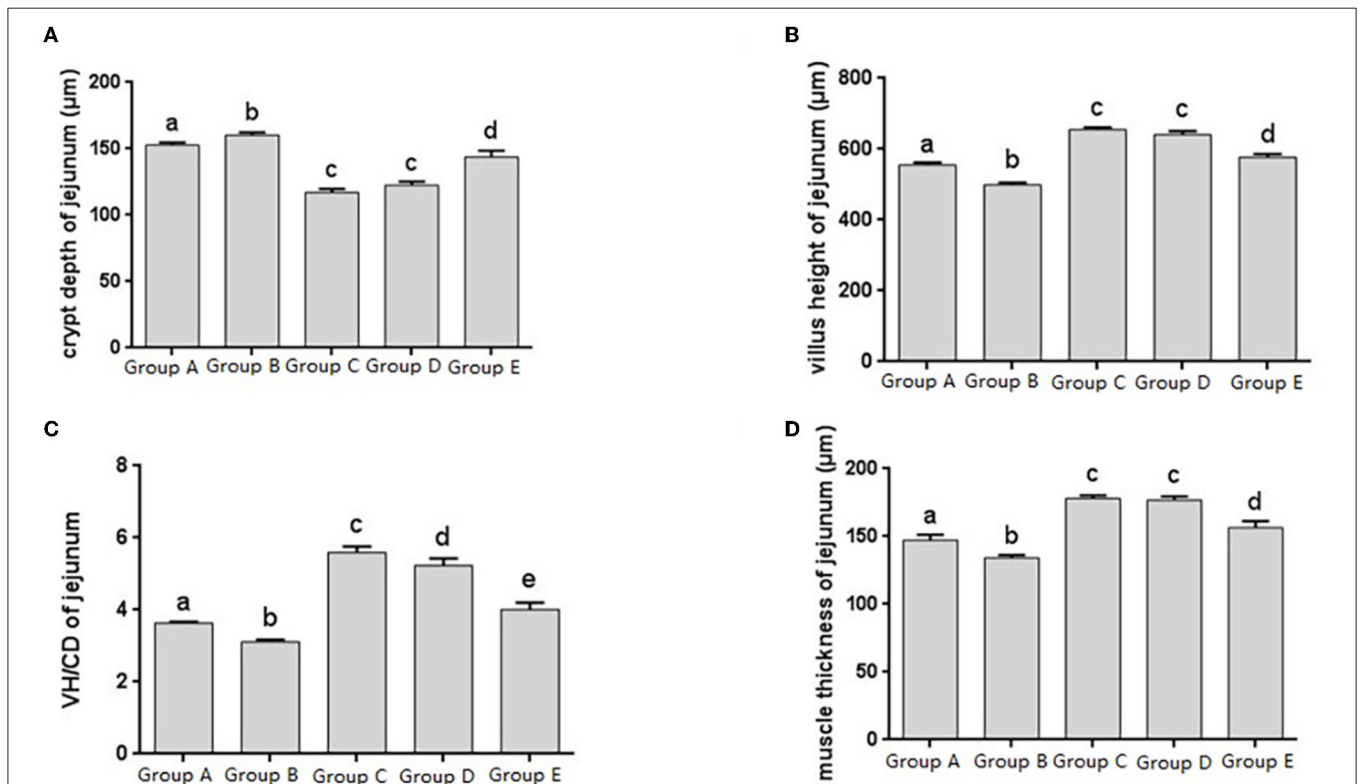 A
crypt depth of jejunum (μm)
200
150
100
50
0
a
b
c
c
d
Group A Group B Group C Group D Group E
B
villus height of jejunum (μm)
800
600
400
200
0
a
b
c
c
d
Group A Group B Group C Group D Group E
C
VH/CD of jejunum
8
6
4
2
0
a
b
c
d
e
Group A Group B Group C Group D Group E
D
muscle thickness of jejunum (μm)
200
150
100
50
0
a
b
c
c
d
Group A Group B Group C Group D Group E